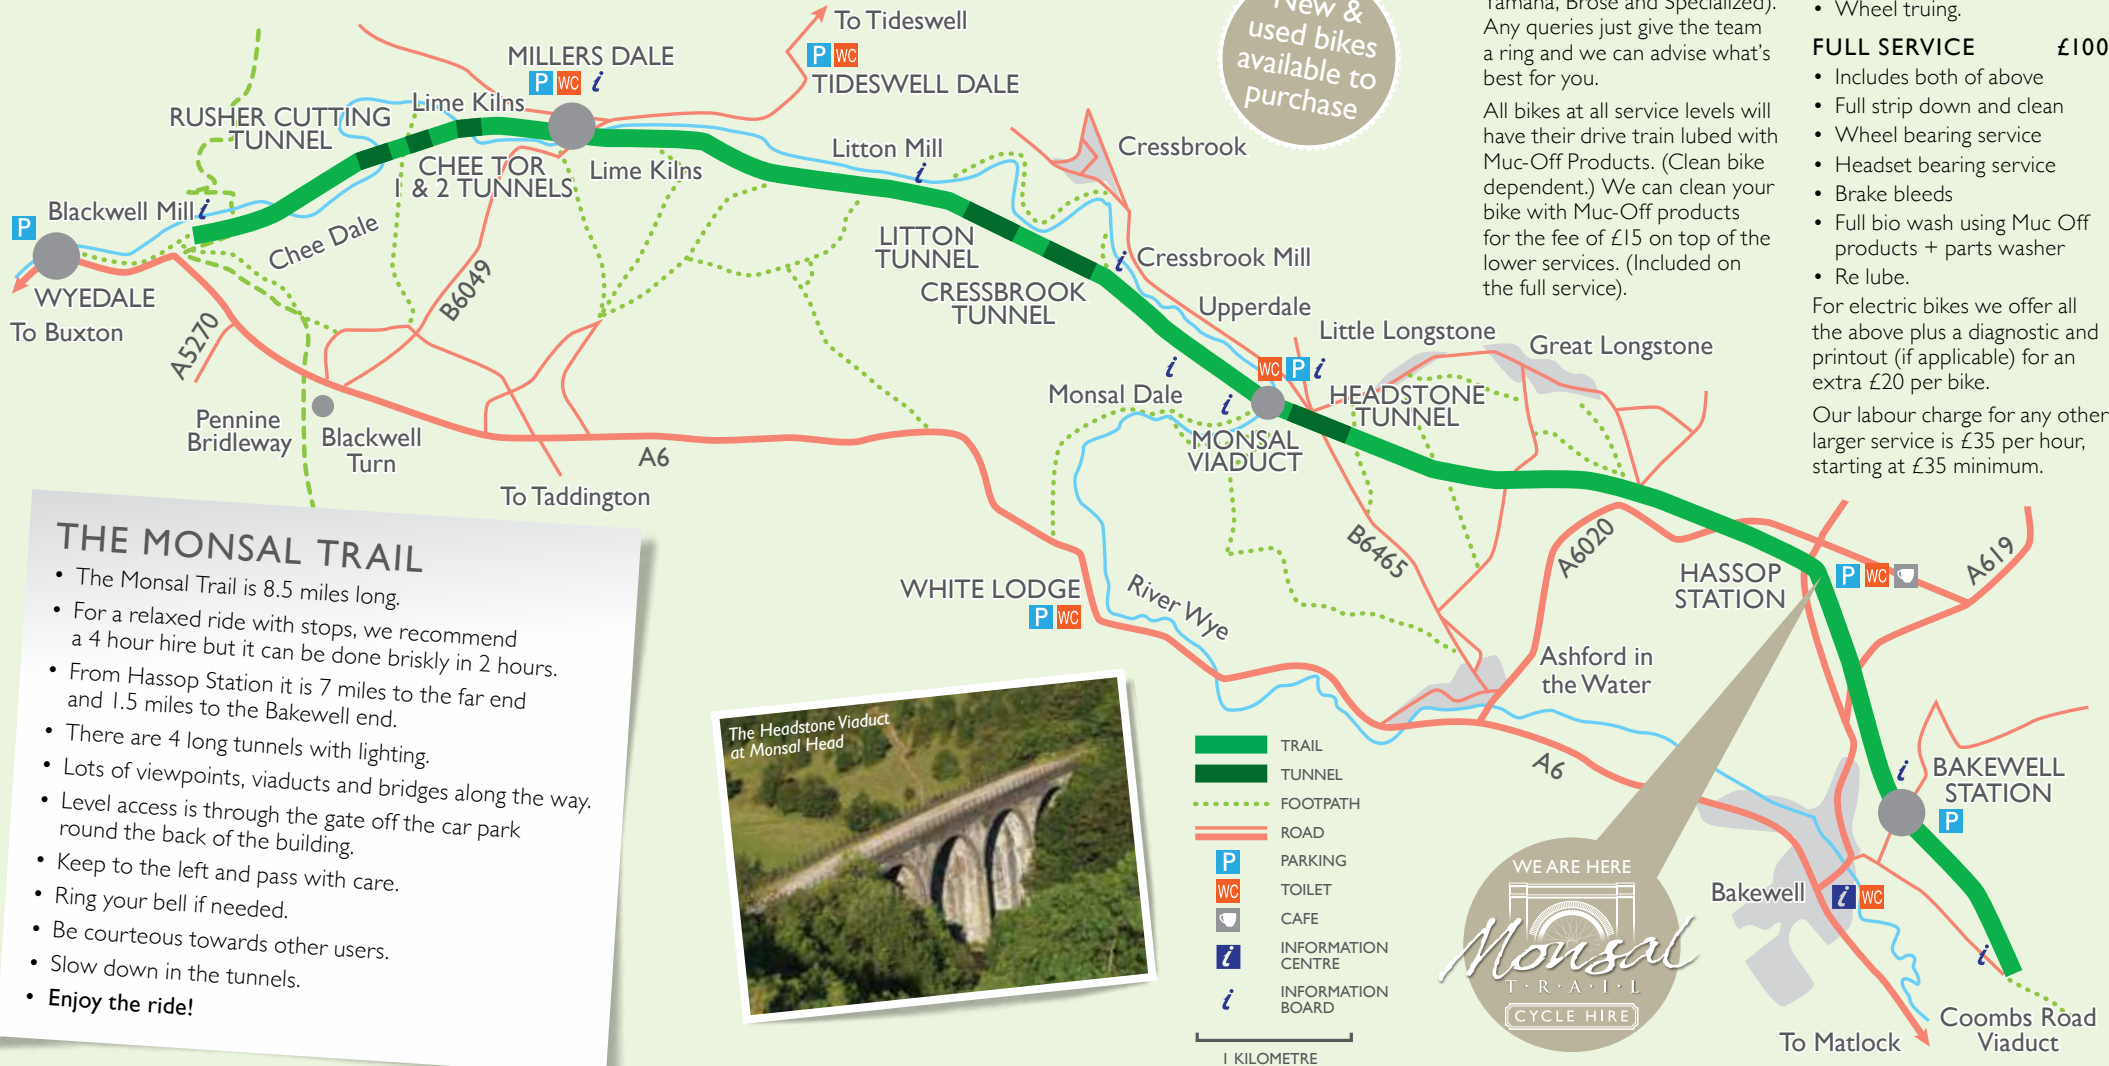 To Tideswell
MILLERS DALE
P WC i
P WC
TIDESWELL DALE
RUSHER CUTTING
TUNNEL
Lime Kilns
CHEE TOR
1 & 2 TUNNELS
Lime Kilns
Litton Mill
i
Cressbrook
P
Blackwell Mill
i
Chee Dale
WYEDALE
To Buxton
A5270
B6049
LITTON
TUNNEL
CRESSBROOK
TUNNEL
i
Cressbrook Mill
Upperdale
Little Longstone
Great Longstone
WC P i
i
Monsal Dale
i
HEADSTONE
TUNNEL
MONSAL
VIADUCT
Pennine
Bridleway
Blackwell
Turn
A6
To Taddington
WHITE LODGE
P WC
River Wye
B6465
A6020
A619
HASSOP
STATION
P WC
Ashford in
the Water
A6
i
BAKEWELL
STATION
P
Bakewell
i WC
i
Coombs Road
Viaduct
To Matlock
New &
used bikes
available to
purchase
Yamaha, Brose and Specialized).
Any queries just give the team
a ring and we can advise what's
best for you.
All bikes at all service levels will
have their drive train lubed with
Muc-Off Products. (Clean bike
dependent.) We can clean your
bike with Muc-Off products
for the fee of £15 on top of the
lower services. (Included on
the full service).
• Wheel truing.
FULL SERVICE £100
• Includes both of above
• Full strip down and clean
• Wheel bearing service
• Headset bearing service
• Brake bleeds
• Full bio wash using Muc Off
products + parts washer
• Re lube.
For electric bikes we offer all
the above plus a diagnostic and
printout (if applicable) for an
extra £20 per bike.
Our labour charge for any other
larger service is £35 per hour,
starting at £35 minimum.
THE MONSAL TRAIL
• The Monsal Trail is 8.5 miles long.
• For a relaxed ride with stops, we recommend
a 4 hour hire but it can be done briskly in 2 hours.
• From Hassop Station it is 7 miles to the far end
and 1.5 miles to the Bakewell end.
• There are 4 long tunnels with lighting.
• Lots of viewpoints, viaducts and bridges along the way.
• Level access is through the gate off the car park
round the back of the building.
• Keep to the left and pass with care.
• Ring your bell if needed.
• Be courteous towards other users.
• Slow down in the tunnels.
• Enjoy the ride!
The Headstone Viaduct
at Monsal Head
TRAIL
TUNNEL
FOOTPATH
ROAD
P PARKING
WC TOILET
CAFE
i INFORMATION
CENTRE
i INFORMATION
BOARD
1 KILOMETRE
WE ARE HERE
Monsal
T·R·A·I·L
CYCLE HIRE